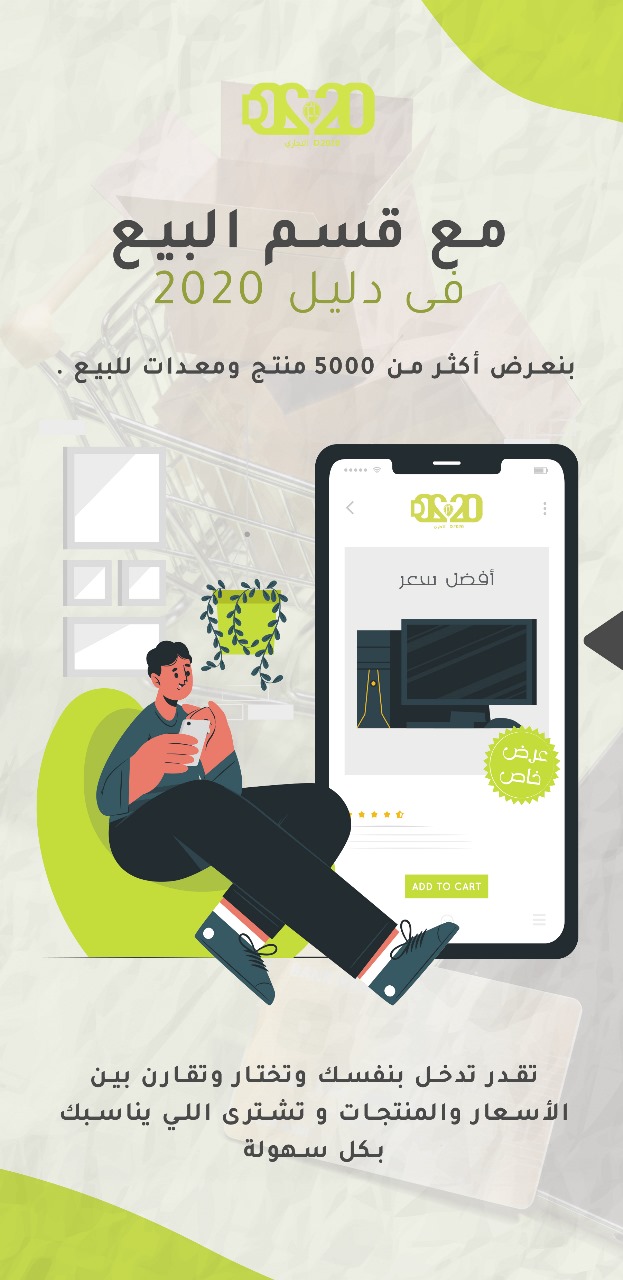 D2020
مع قسم البيع
فى دليل 2020
بنعرض أكثر من 5000 منتج ومعدات للبيع .
D2020
أفضل سعر
عرض
خاص
ADD TO CART
تقدر تدخل بنفسك وتختار وتقارن بين
الأسعار والمنتجات و تشترى اللي يناسبك
بكل سهولة